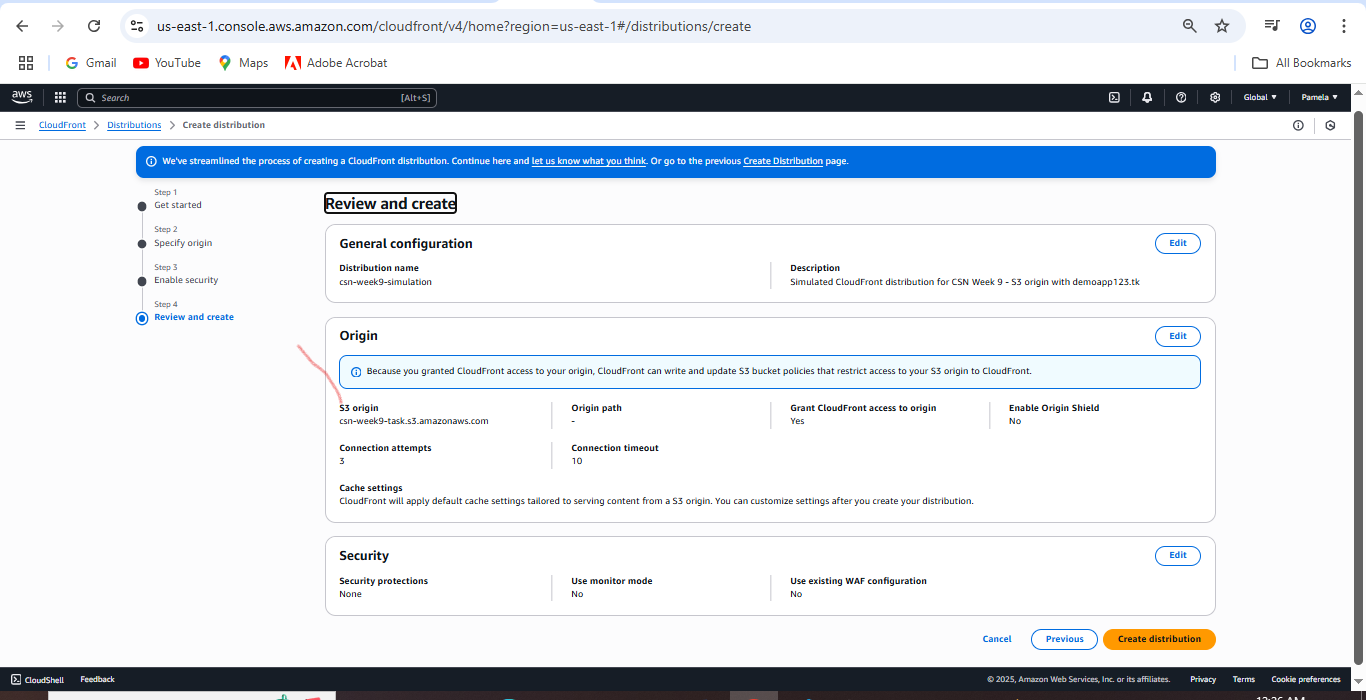 us-east-1.console.aws.amazon.com/cloudfront/v4/home?region=us-east-1#/distributions/create
Gmail YouTube Maps Adobe Acrobat All Bookmarks
aws Search [Alt+S] Global Pamela
CloudFront Distributions Create distribution
We've streamlined the process of creating a CloudFront distribution. Continue here and let us know what you think. Or go to the previous Create Distribution page.
Step 1
Get started
Step 2
Specify origin
Step 3
Enable security
Step 4
Review and create
Review and create
General configuration Edit
Distribution name Description
csn-week9-simulation Simulated CloudFront distribution for CSN Week 9 - S3 origin with demoapp123.tk
Origin Edit
Because you granted CloudFront access to your origin, CloudFront can write and update S3 bucket policies that restrict access to your S3 origin to CloudFront.
S3 origin Origin path Grant CloudFront access to origin Enable Origin Shield
csn-week9-task.s3.amazonaws.com - Yes No
Connection attempts Connection timeout
3 10
Cache settings
CloudFront will apply default cache settings tailored to serving content from a S3 origin. You can customize settings after you create your distribution.
Security Edit
Security protections Use monitor mode Use existing WAF configuration
None No No
Cancel Previous Create distribution
CloudShell Feedback © 2025, Amazon Web Services, Inc. or its affiliates. Privacy Terms Cookie preferences